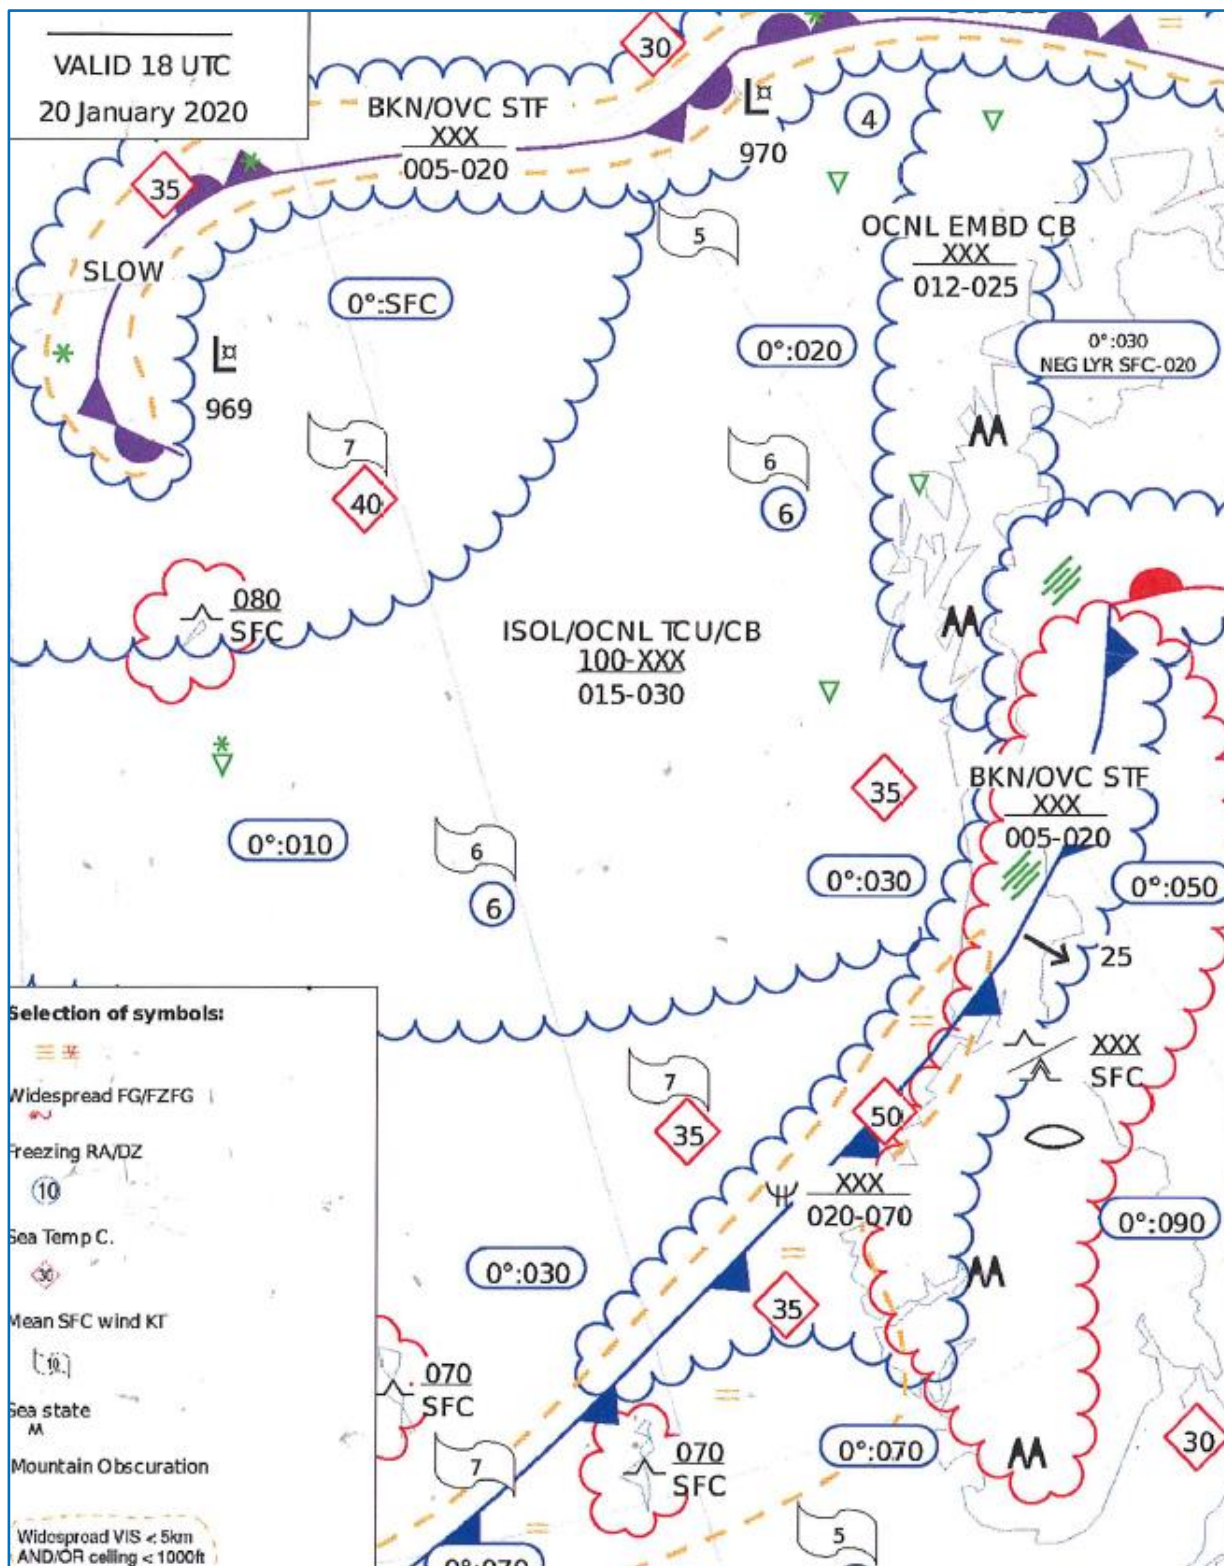 VALID 18 UTC
20 January 2020
30
BKN/OVC STF
XXX
005-020
L
970
4
35
5
OCNL EMBD CB
XXX
012-025
SLOW
0°:SFC
0°:020
0°:030
NEG LYR SFC-020
L
969
7
40
6
6
080
SFC
ISOL/OCNL TCU/CB
100-XXX
015-030
35
BKN/OVC STF
XXX
005-020
0°:010
6
6
0°:030
0°:050
25
XXX
SFC
7
35
50
XXX
020-070
0°:090
0°:030
35
070
SFC
070
SFC
7
0°:070
30
5
0°:070
Selection of symbols:
Widespread FG/FZFG
Freezing RA/DZ
10
Sea Temp C.
30
Mean SFC wind KT
10
Sea state
Mountain Obscuration
Widespread VIS < 5km
AND/OR ceiling < 1000ft